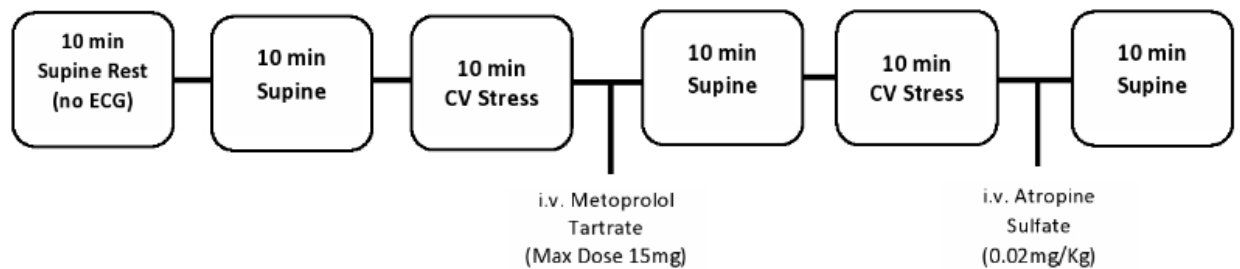 10 min
Supine Rest
(no ECG)
10 min
Supine
10 min
CV Stress
10 min
Supine
10 min
CV Stress
10 min
Supine
i.v. Metoprolol
Tartrate
(Max Dose 15mg)
i.v. Atropine
Sulfate
(0.02mg/Kg)